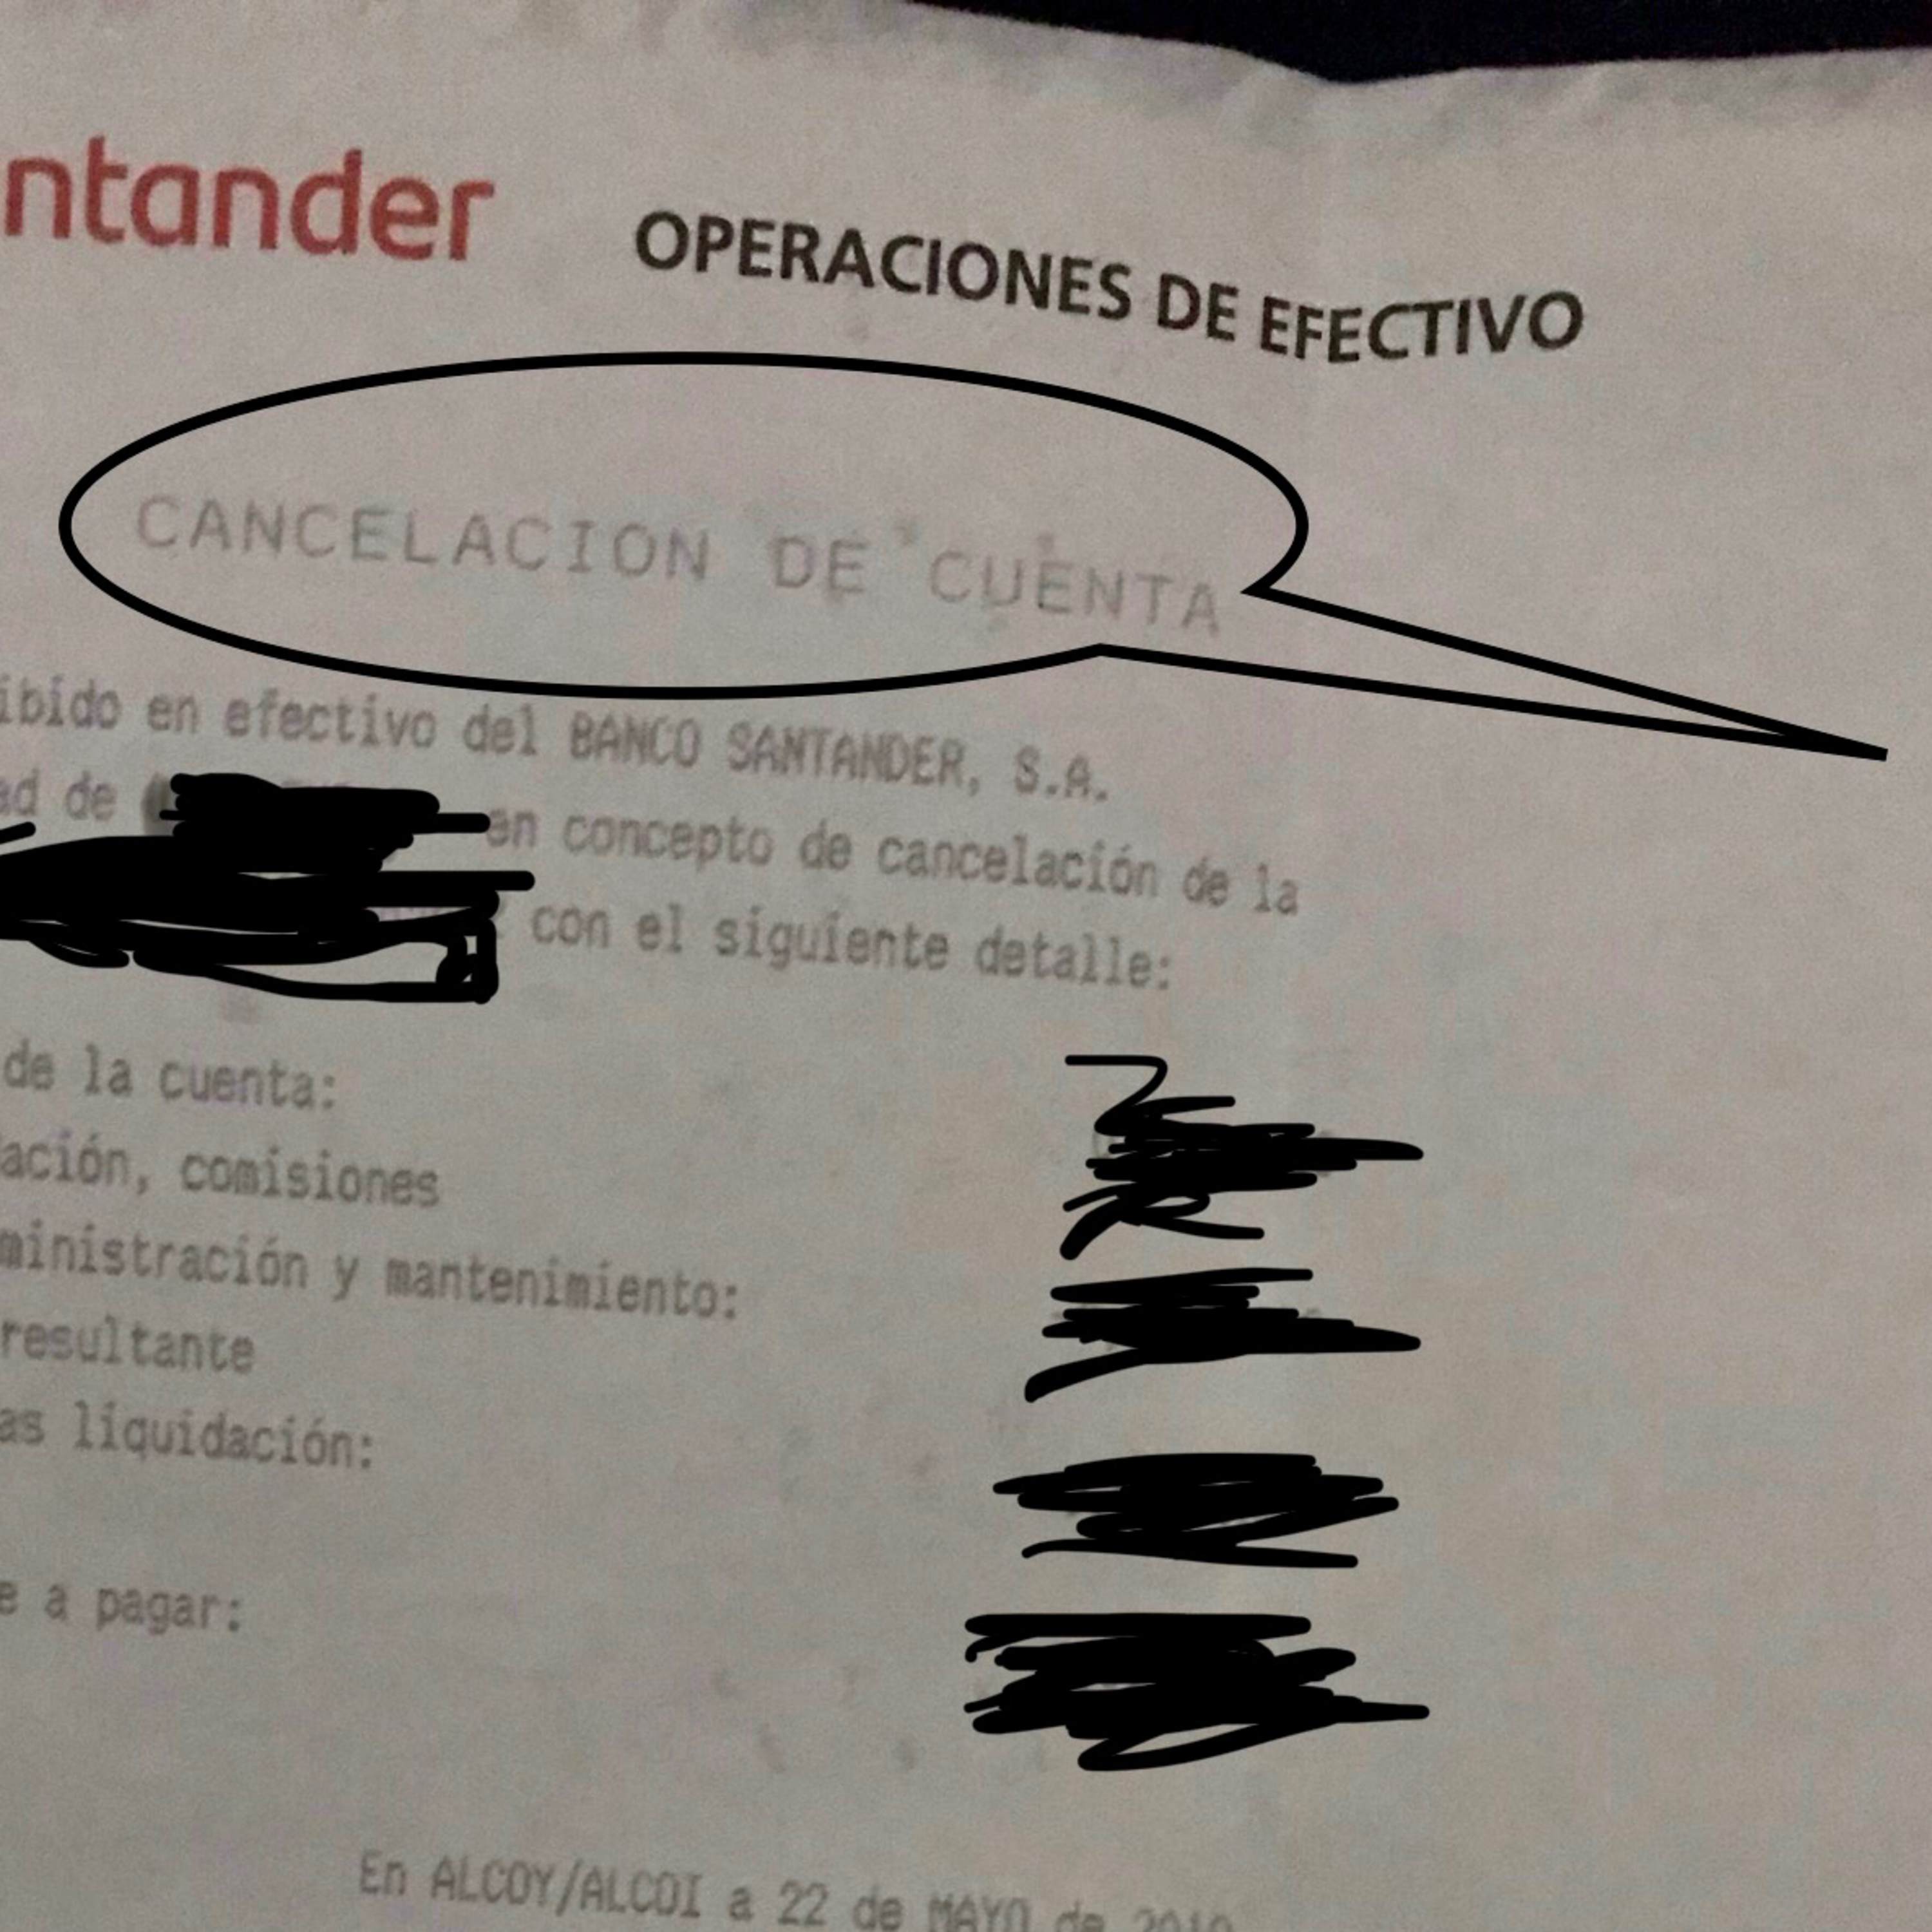 ntander OPERACIONES DE EFECTIVO
CANCELACION DE CUENTA
ibido en efectivo del BANCO SANTANDER, S.A.
ad de en concepto de cancelación de la
con el siguiente detalle:
de la cuenta:
ación, comisiones
ministración y mantenimiento:
resultante
as liquidación:
e a pagar:
En ALCOY/ALCOI a 22 de MAYO de